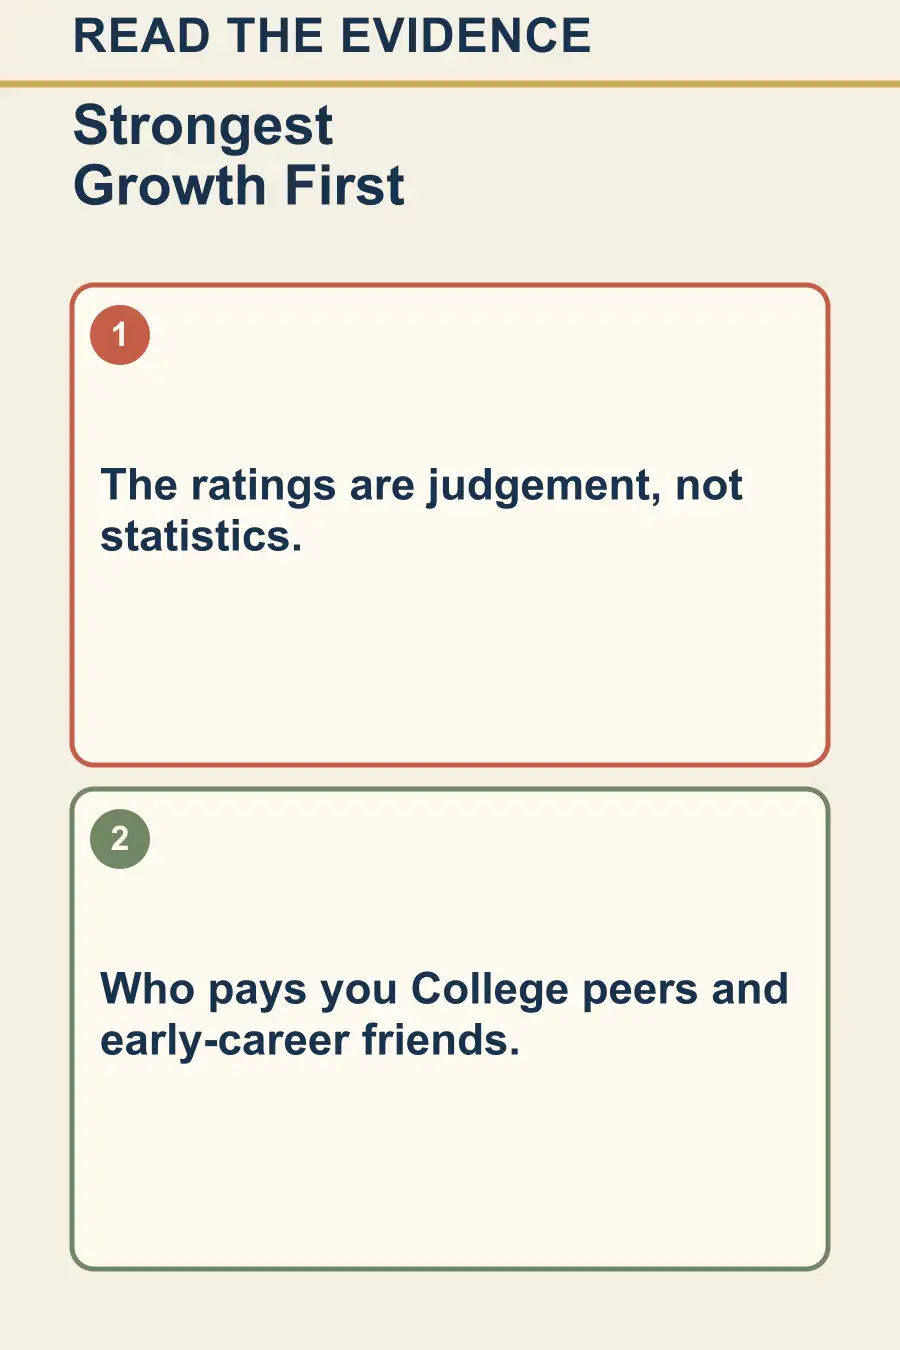 READ THE EVIDENCE
Strongest
Growth First
1
The ratings are judgement, not
statistics.
2
Who pays you College peers and
early-career friends.